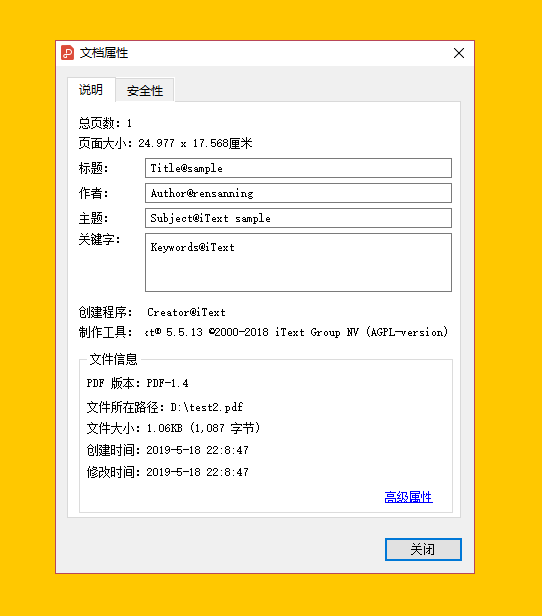 文档属性
说明 安全性
总页数：1
页面大小：24.977 x 17.568厘米
标题： Title@sample
作者： Author@rensanning
主题： Subject@iText sample
关键字： Keywords@iText
创建程序： Creator@iText
制作工具： ® 5.5.13 ©2000-2018 iText Group NV (AGPL-version)
文件信息
PDF 版本：PDF-1.4
文件所在路径：D:\test2.pdf
文件大小：1.06KB (1,087 字节)
创建时间：2019-5-18 22:8:47
修改时间：2019-5-18 22:8:47
高级属性
关闭